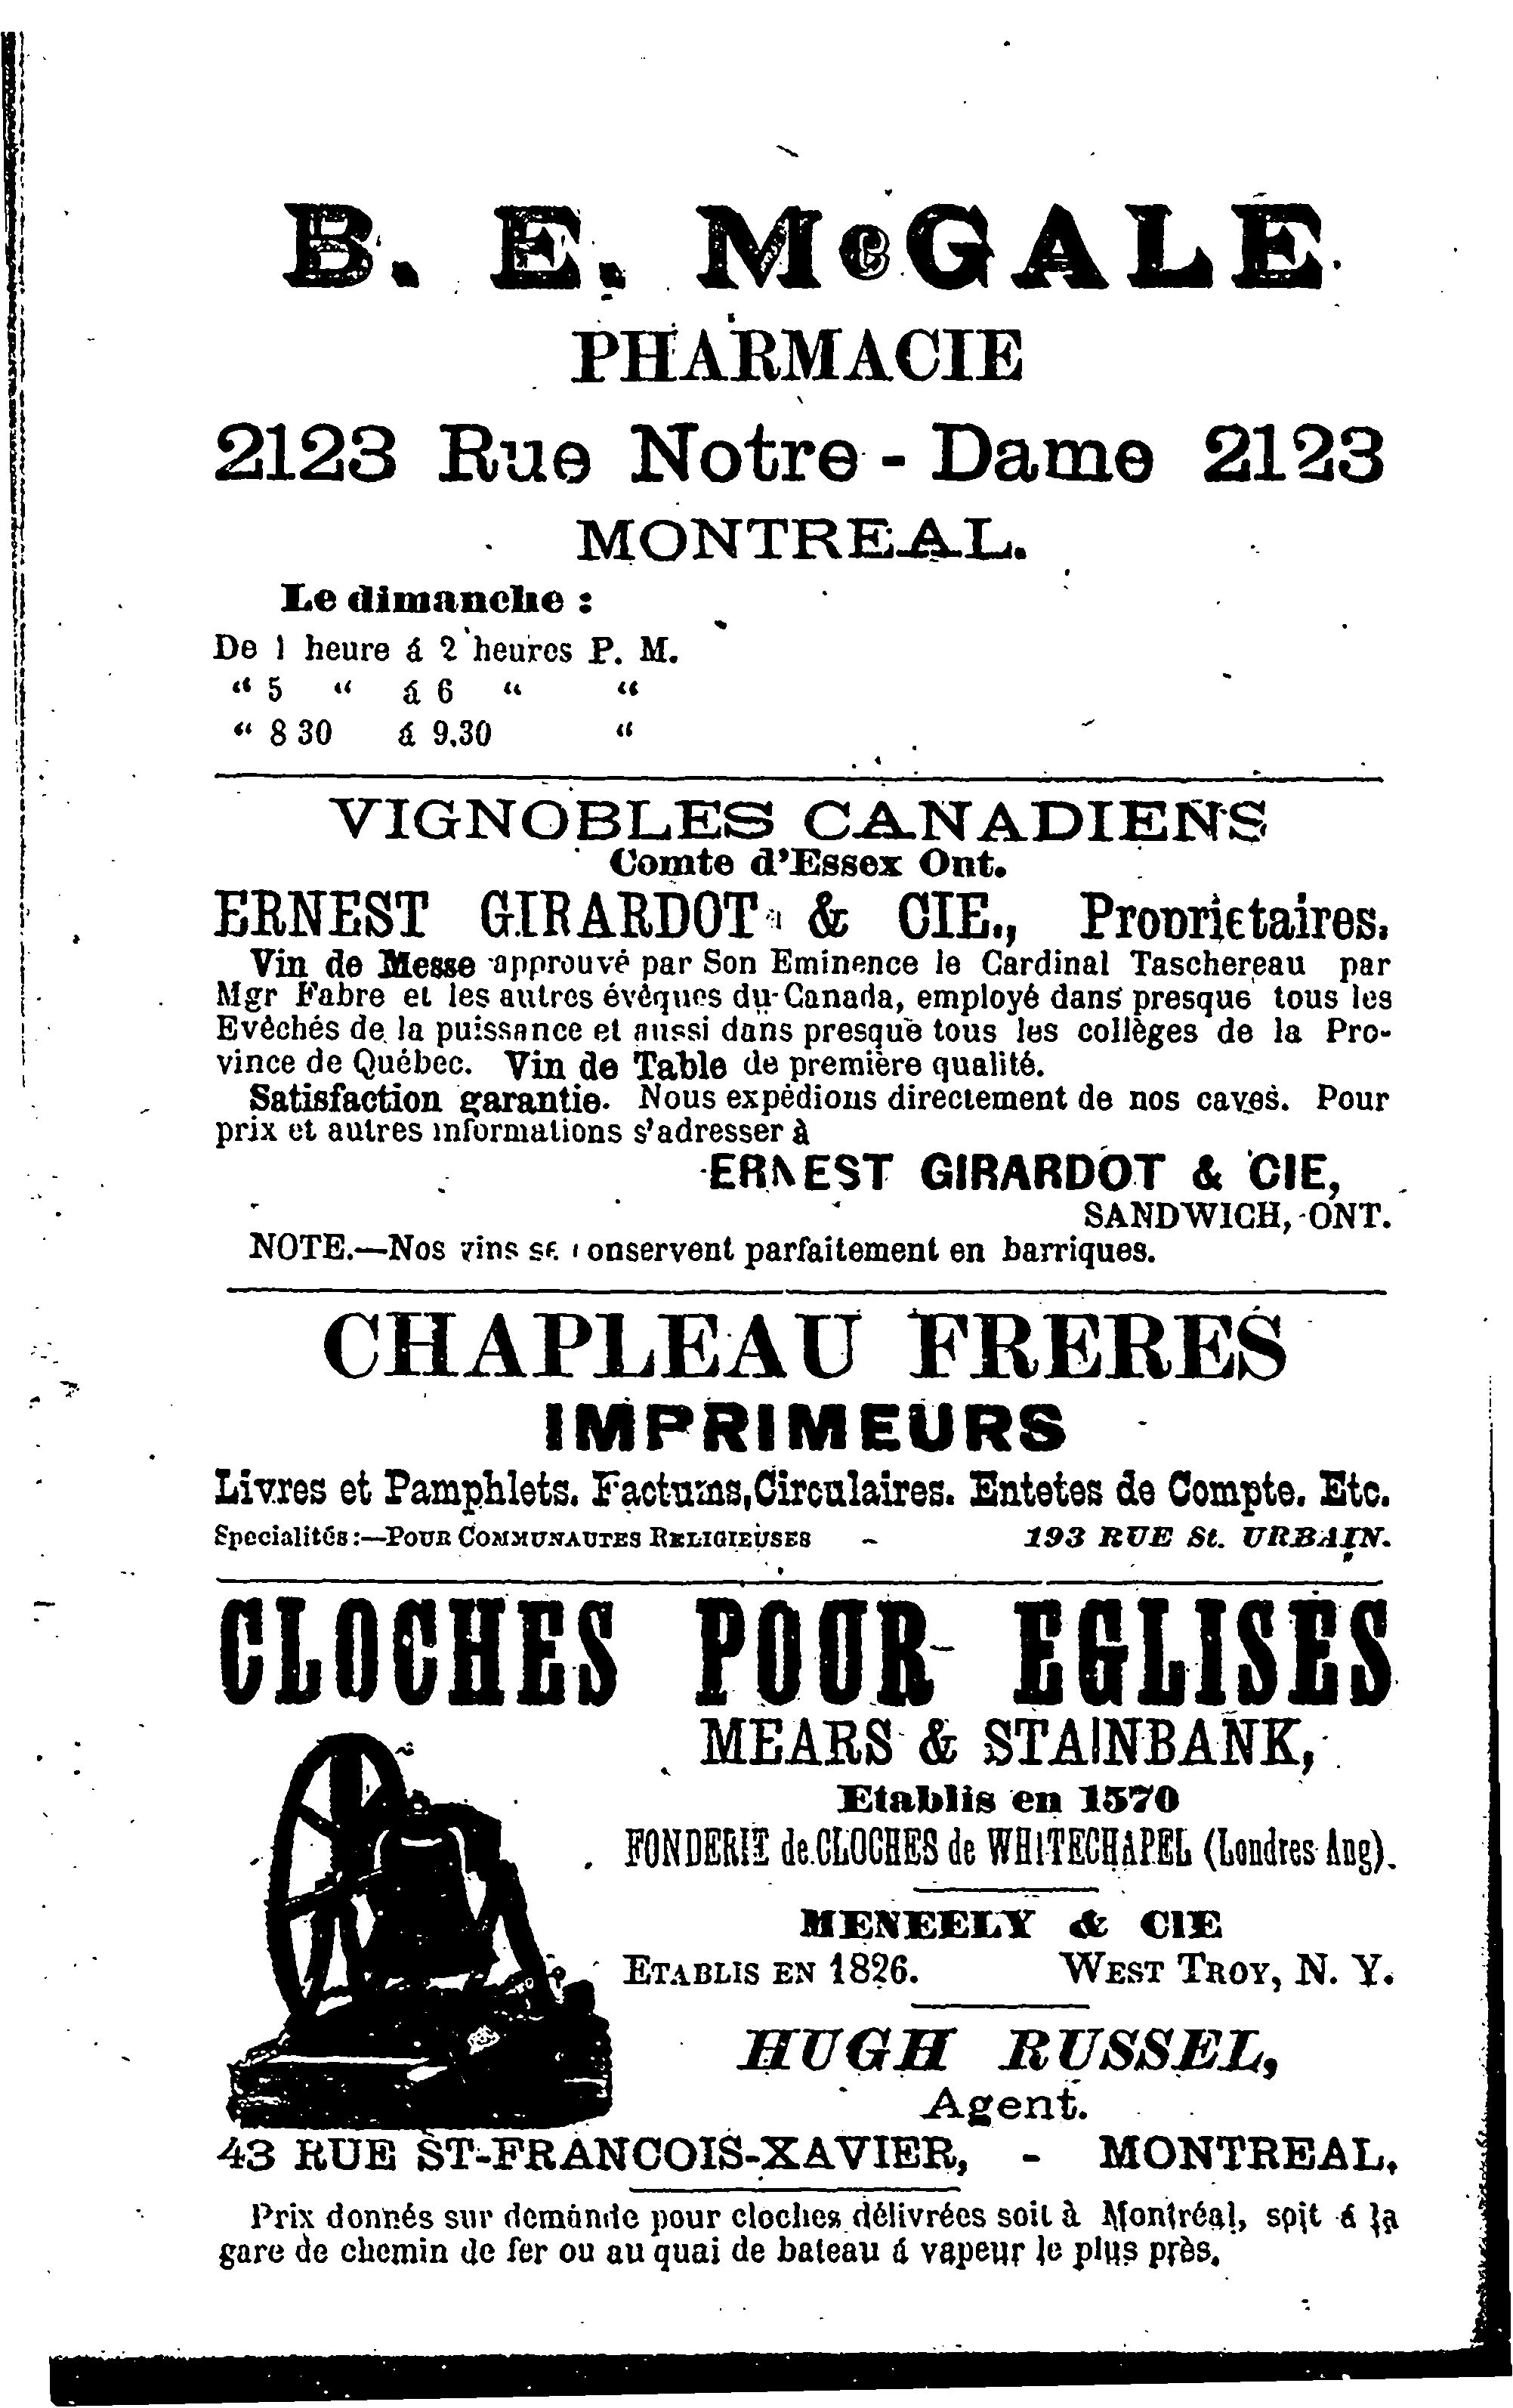 B. E. McGALE
PHARMACIE
2123 Rue Notre - Dame 2123
MONTREAL.
Le dimanche :
De 1 heure á 2 heures P. M.
“ 5 “ á 6 “ “
“ 8 30 á 9.30 “
VIGNOBLES CANADIENS
Comte d'Essex Ont.
ERNEST GIRARDOT & CIE., Proprietaires.
Vin de Messe approuvé par Son Eminence le Cardinal Taschereau par
Mgr Fabre et les autres évêques du Canada, employé dans presque tous les
Evêchés de la puissance et aussi dans presque tous les collèges de la Pro-
vince de Québec. Vin de Table de première qualité.
Satisfaction garantie. Nous expédions directement de nos caves. Pour
prix et autres informations s'adresser à
ERNEST GIRARDOT & CIE,
SANDWICH, ONT.
NOTE.—Nos vins se conservent parfaitement en barriques.
CHAPLEAU FRERES
IMPRIMEURS
Livres et Pamphlets. Factums, Circulaires. Entetes de Compte. Etc.
Specialités :—POUR COMMUNAUTES RELIGIEUSES - 193 RUE St. URBAIN.
CLOCHES POUR EGLISES
MEARS & STAINBANK,
Etablis en 1570
FONDERIE de CLOCHES de WHITECHAPEL (Londres Ang).
MENEELY & CIE
ETABLIS EN 1826. WEST TROY, N. Y.
HUGH RUSSEL,
Agent.
43 RUE ST-FRANCOIS-XAVIER, - MONTREAL.
Prix donnés sur demande pour cloches délivrées soit à Montréal, soit á la
gare de chemin de fer ou au quai de bateau á vapeur le plus près.